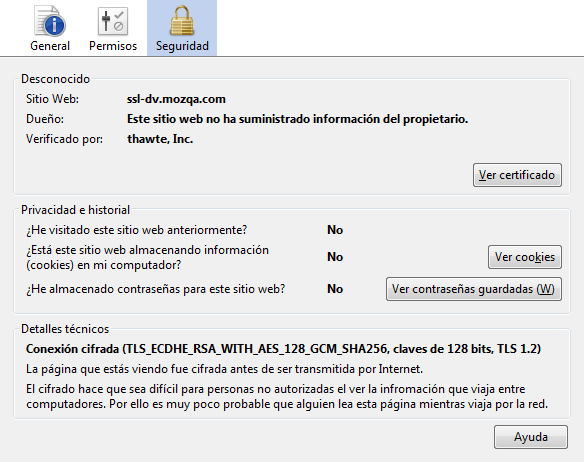 General Permisos Seguridad
Desconocido
Sitio Web: ssl-dv.mozqa.com
Dueño: Este sitio web no ha suministrado información del propietario.
Verificado por: thawte, Inc.
Ver certificado
Privacidad e historial
¿He visitado este sitio web anteriormente? No
¿Está este sitio web almacenando información
(cookies) en mi computador? No Ver cookies
¿He almacenado contraseñas para este sitio web? No Ver contraseñas guardadas (W)
Detalles técnicos
Conexión cifrada (TLS_ECDHE_RSA_WITH_AES_128_GCM_SHA256, claves de 128 bits, TLS 1.2)
La página que estás viendo fue cifrada antes de ser transmitida por Internet.
El cifrado hace que sea difícil para personas no autorizadas el ver la infromación que viaja entre
computadores. Por ello es muy poco probable que alguien lea esta página mientras viaja por la red.
Ayuda